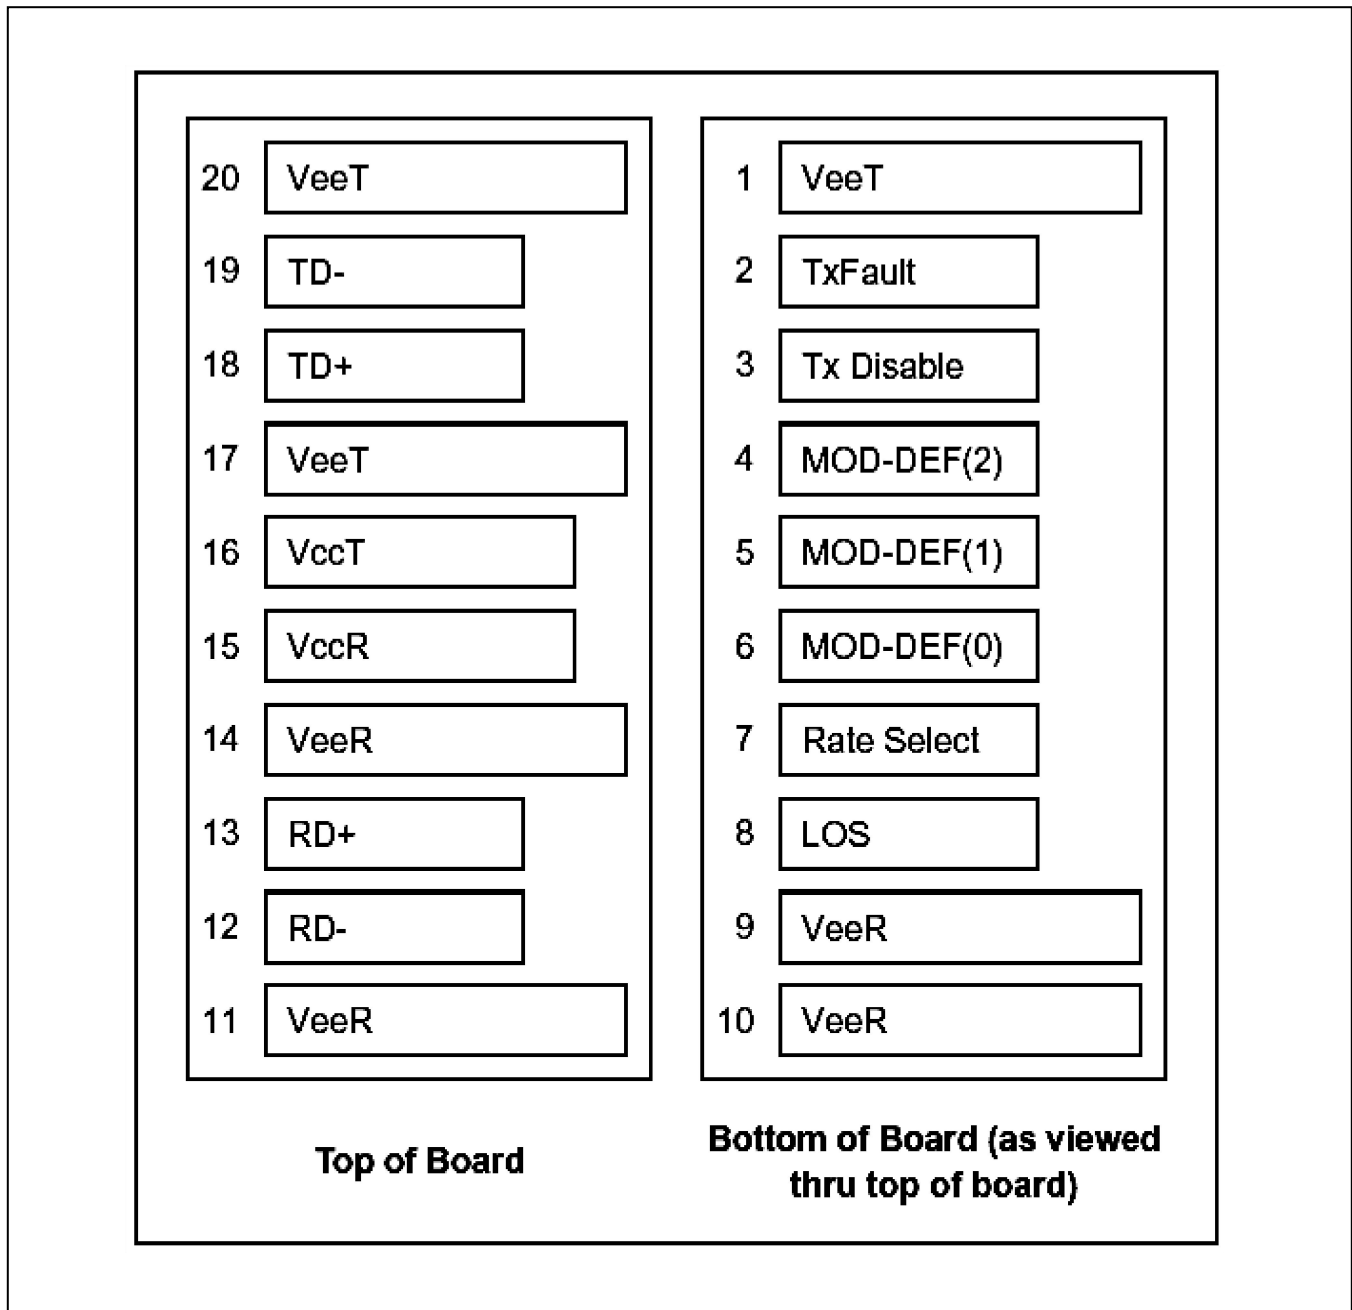 20 VeeT
19 TD-
18 TD+
17 VeeT
16 VccT
15 VccR
14 VeeR
13 RD+
12 RD-
11 VeeR
Top of Board
1 VeeT
2 TxFault
3 Tx Disable
4 MOD-DEF(2)
5 MOD-DEF(1)
6 MOD-DEF(0)
7 Rate Select
8 LOS
9 VeeR
10 VeeR
Bottom of Board (as viewed
thru top of board)